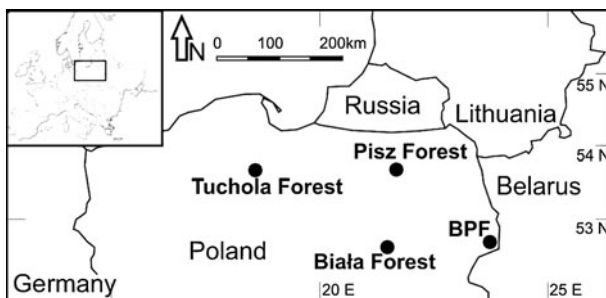 N
0 100 200km
55 N
Russia
Lithuania
54 N
Pisz Forest
Tuchola Forest
Belarus
53 N
BPF
Poland
Biała Forest
Germany
20 E
25 E